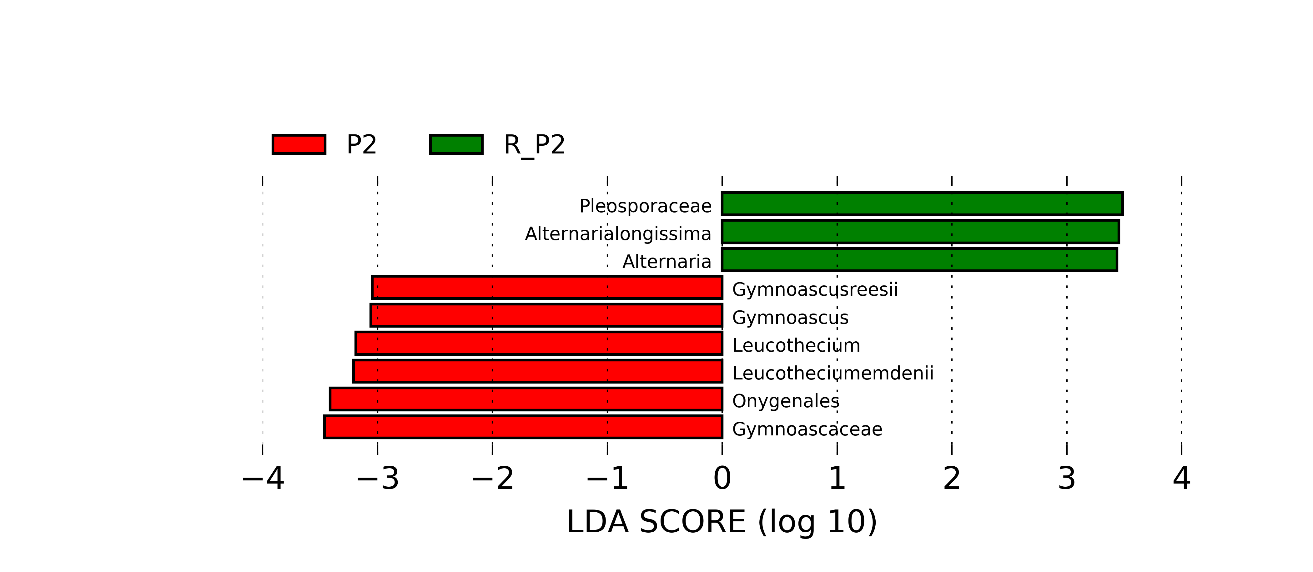 P2 R_P2
Pleosporaceae
Alternarialongissima
Alternaria
Gymnoascusreesii
Gymnoascus
Leucothecium
Leucotheciumemdenii
Onygenales
Gymnoascaceae
−4 −3 −2 −1 0 1 2 3 4
LDA SCORE (log 10)